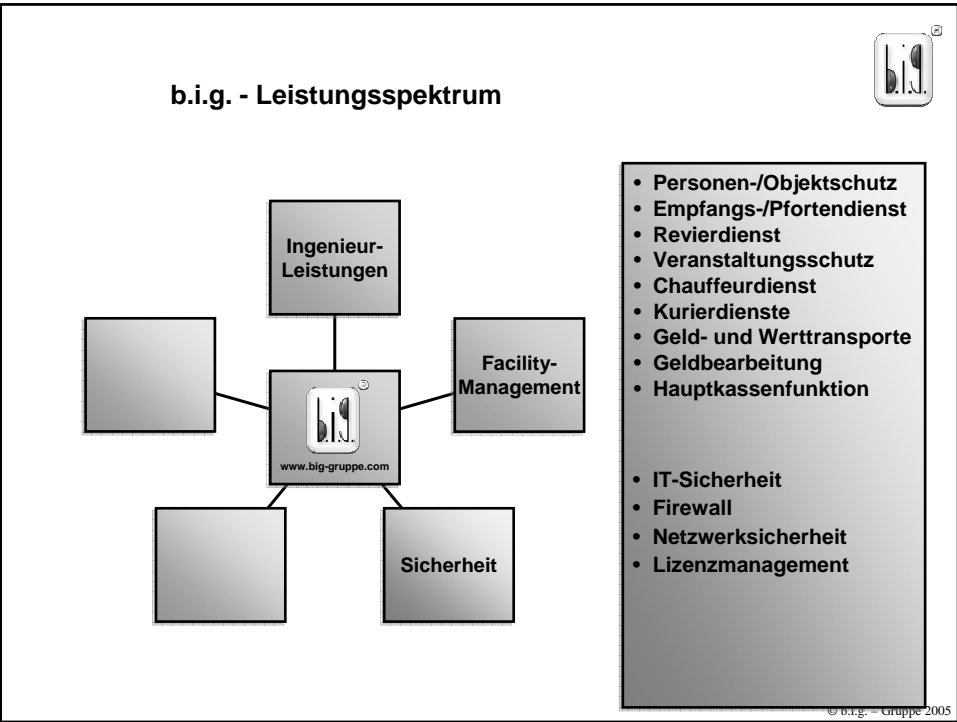 b.i.g. - Leistungsspektrum
b.i.g.
®
Ingenieur-
Leistungen
Facility-
Management
b.i.g.
®
www.big-gruppe.com
Sicherheit
• Personen-/Objektschutz
• Empfangs-/Pfortendienst
• Revierdienst
• Veranstaltungsschutz
• Chauffeurdienst
• Kurierdienste
• Geld- und Werttransporte
• Geldbearbeitung
• Hauptkassenfunktion
• IT-Sicherheit
• Firewall
• Netzwerksicherheit
• Lizenzmanagement
© b.i.g. – Gruppe 2005